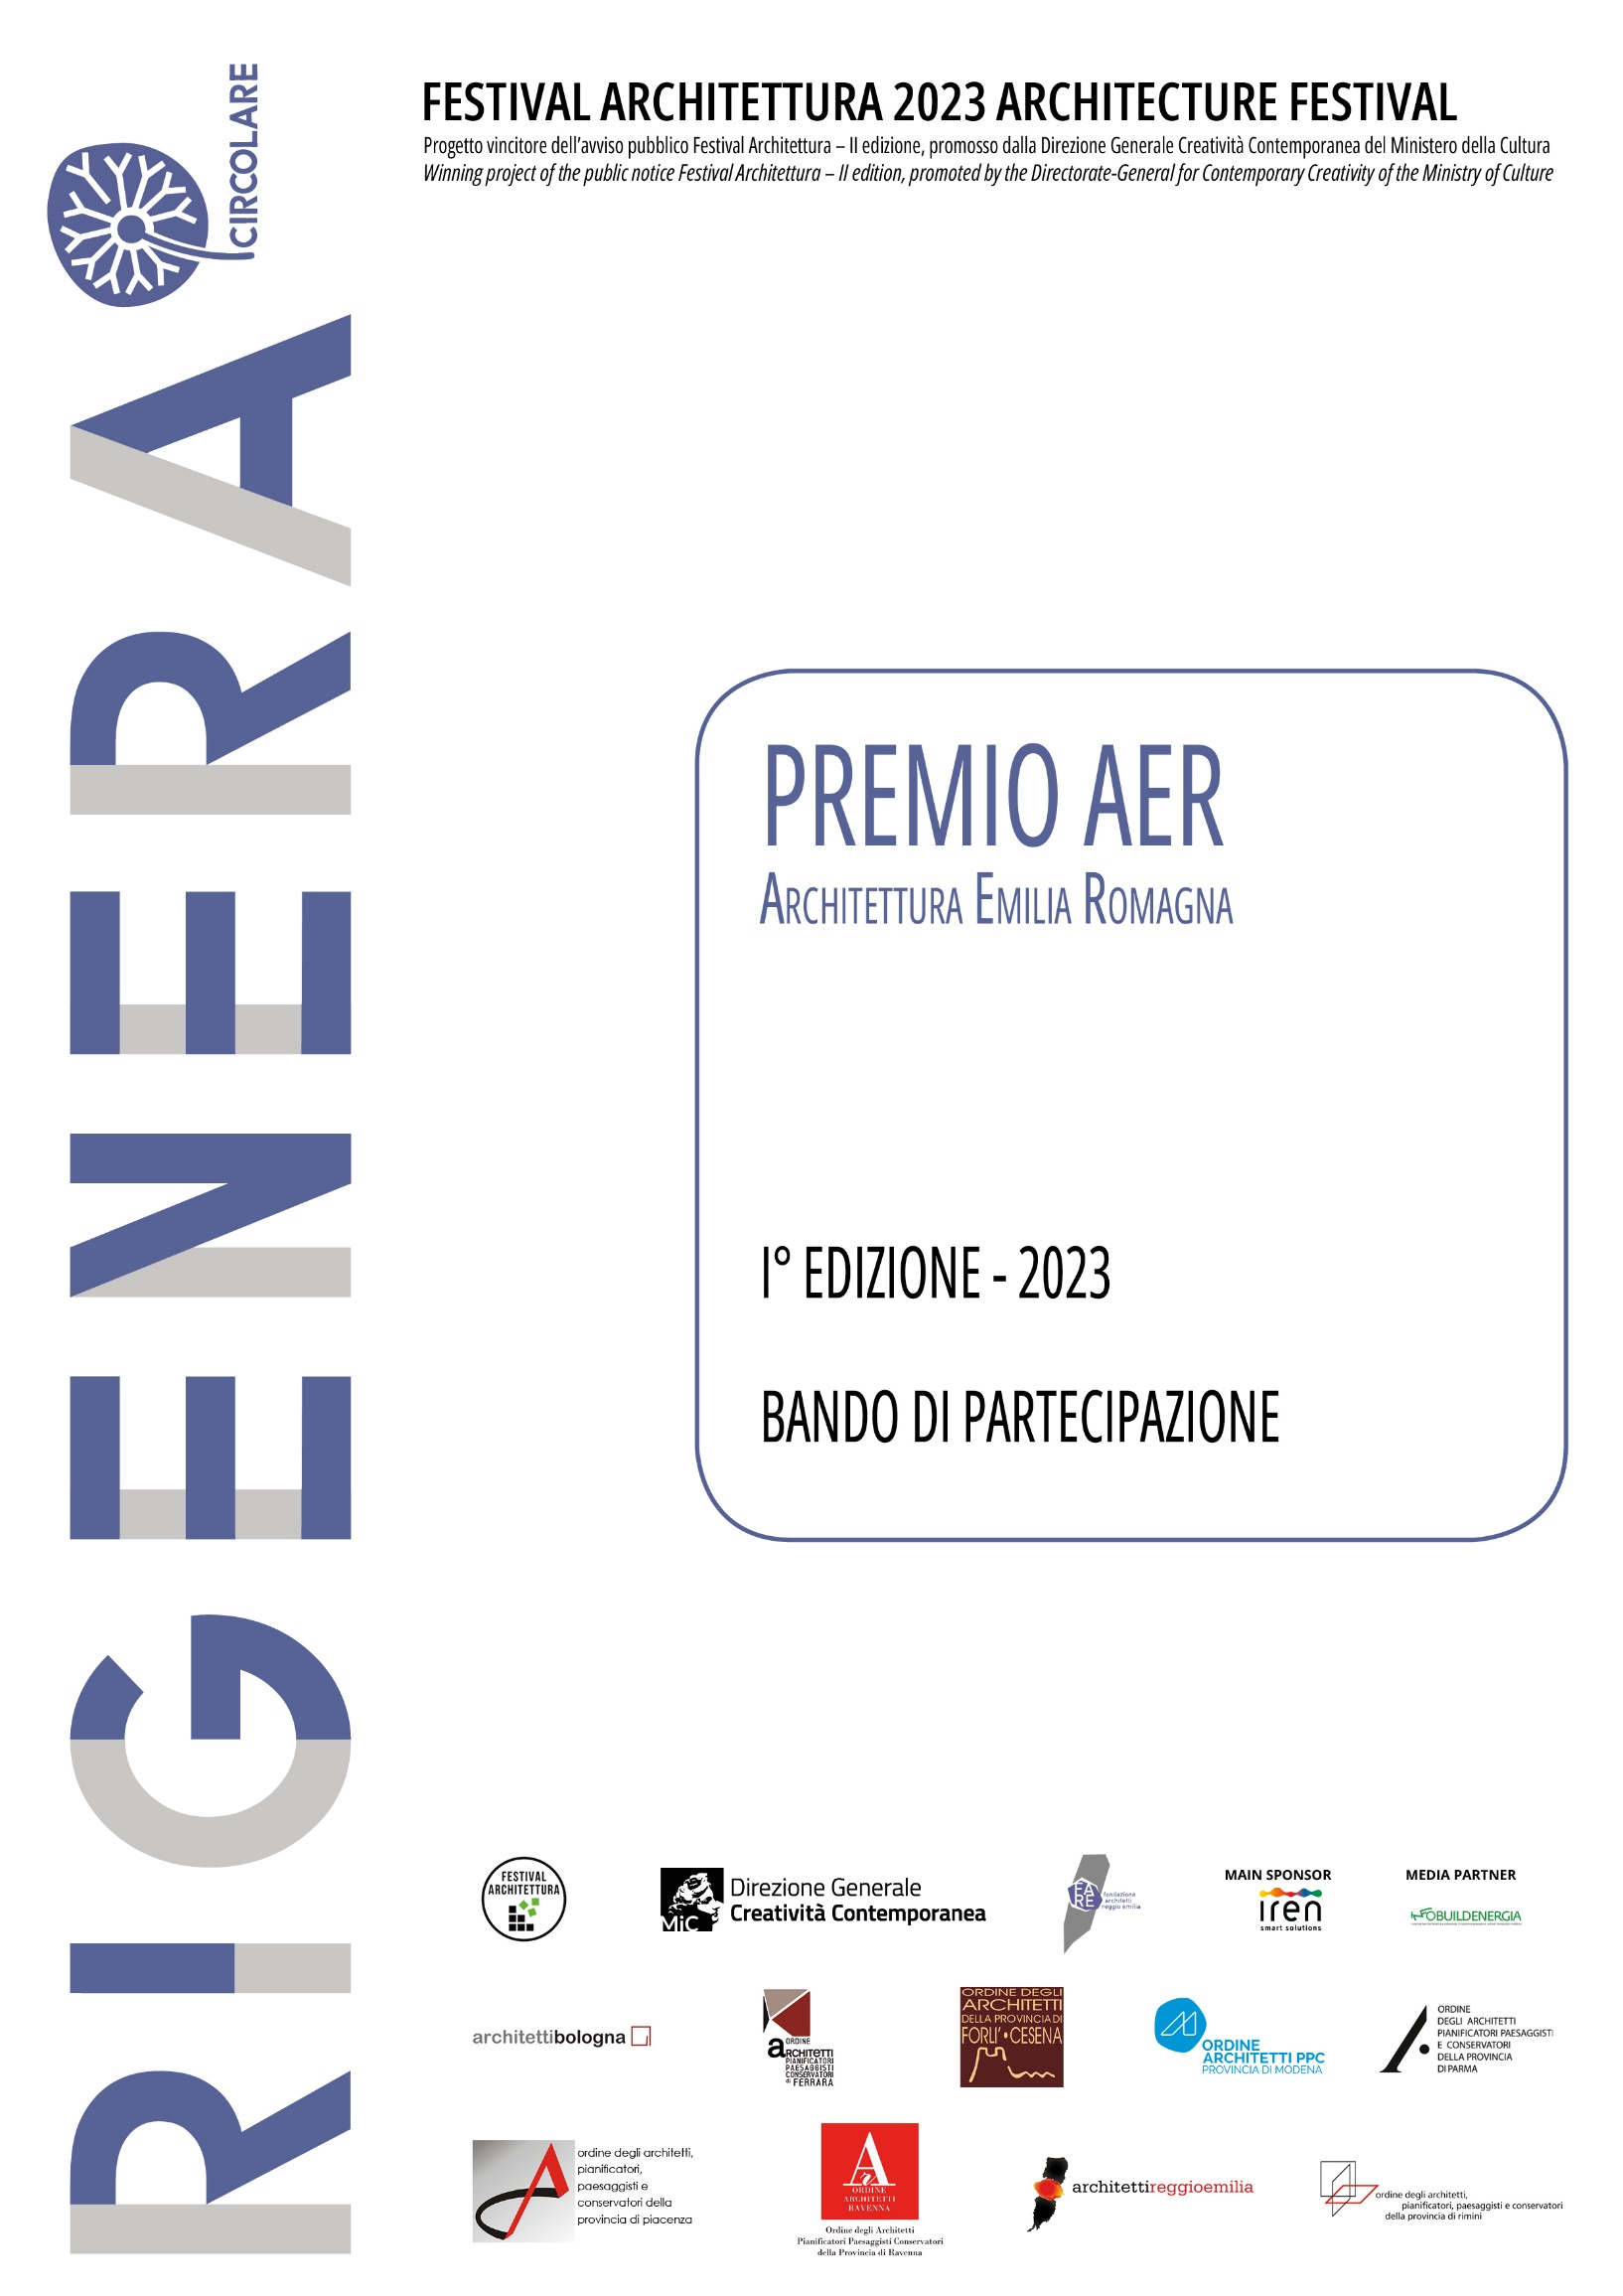 FESTIVAL ARCHITETTURA 2023 ARCHITECTURE FESTIVAL
Progetto vincitore dell'avviso pubblico Festival Architettura – II edizione, promosso dalla Direzione Generale Creatività Contemporanea del Ministero della Cultura
Winning project of the public notice Festival Architettura – II edition, promoted by the Directorate-General for Contemporary Creativity of the Ministry of Culture
RIGENERA
CIRCOLARE
PREMIO AER
ARCHITETTURA EMILIA ROMAGNA
I° EDIZIONE - 2023
BANDO DI PARTECIPAZIONE
FESTIVAL
ARCHITETTURA
MiC
Direzione Generale
Creatività Contemporanea
FA
RE
fondazione
architetti
reggio emilia
MAIN SPONSOR
iren
smart solutions
MEDIA PARTNER
INFOBUILDENERGIA
architettibologna
ORDINE
ARCHITETTI
PIANIFICATORI
PAESAGGISTI
CONSERVATORI
di FERRARA
ORDINE DEGLI
ARCHITETTI
DELLA PROVINCIA DI
FORLI'•CESENA
ORDINE
ARCHITETTI PPC
PROVINCIA DI MODENA
ORDINE
DEGLI ARCHITETTI
PIANIFICATORI PAESAGGISTI
E CONSERVATORI
DELLA PROVINCIA
DI PARMA
ordine degli architetti,
pianificatori,
paesaggisti e
conservatori della
provincia di piacenza
ORDINE
ARCHITETTI
RAVENNA
Ordine degli Architetti
Pianificatori Paesaggisti Conservatori
della Provincia di Ravenna
architettireggioemilia
ordine degli architetti,
pianificatori, paesaggisti e conservatori
della provincia di rimini